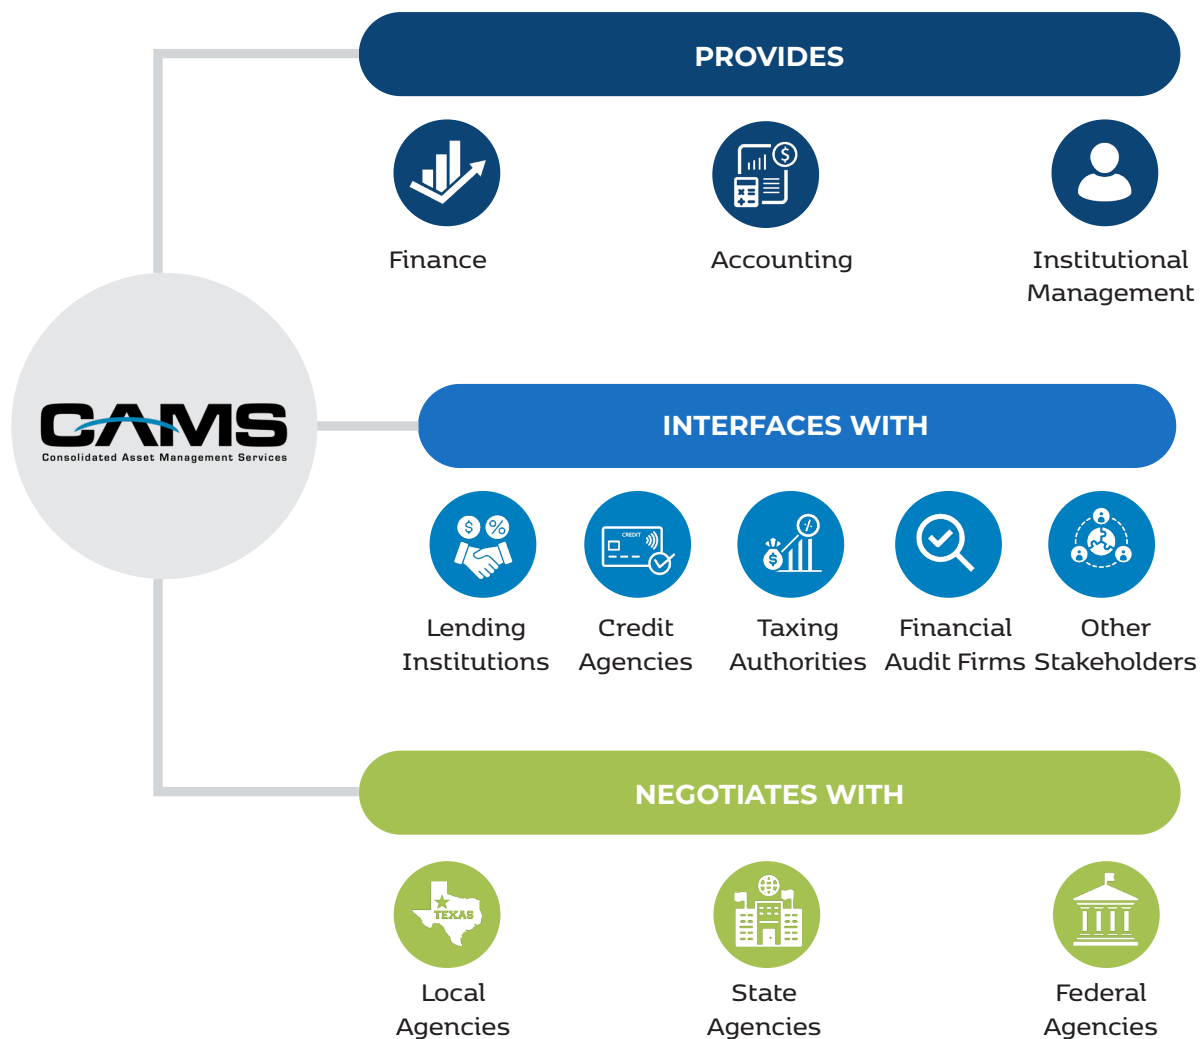 PROVIDES
Finance
Accounting
Institutional
Management
CAMS
Consolidated Asset Management Services
INTERFACES WITH
$ %
CREDIT
$
Lending
Institutions
Credit
Agencies
Taxing
Authorities
Financial
Audit Firms
Other
Stakeholders
NEGOTIATES WITH
TEXAS
Local
Agencies
State
Agencies
Federal
Agencies